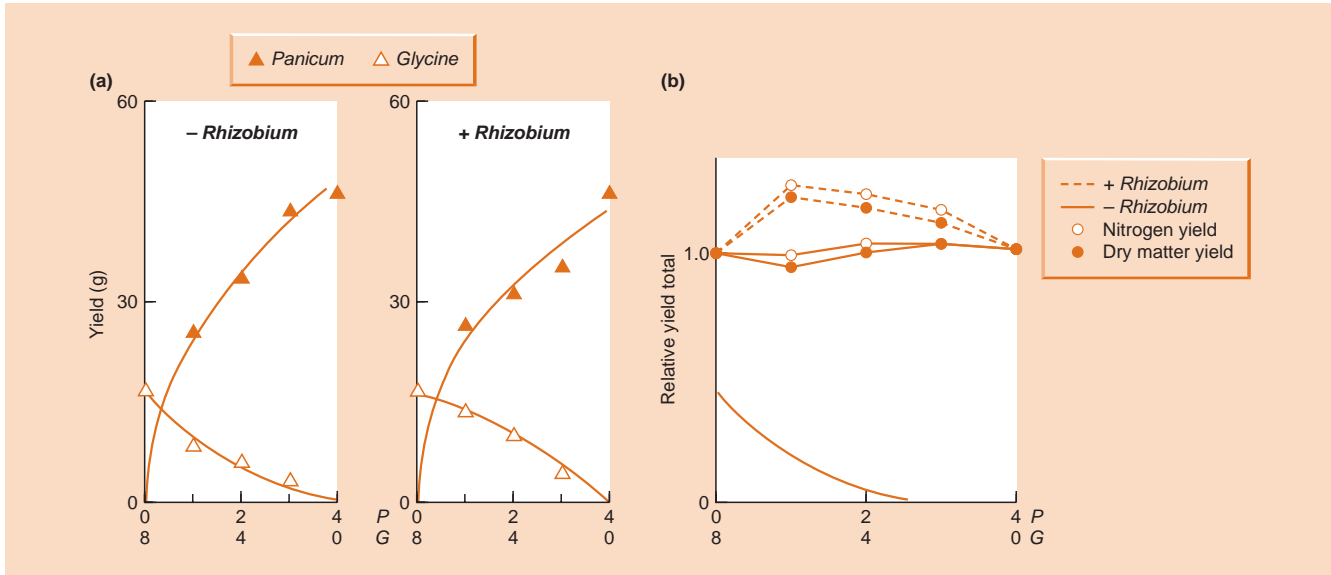 Panicum Glycine
(a)
60
– Rhizobium
30
0
Yield (g)
0 2 4 P
8 4 0 G
60
+ Rhizobium
30
0
0 2 4 P
8 4 0 G
(b)
1.0
0
Relative yield total
0 2 4 P
8 4 0 G
+ Rhizobium
– Rhizobium
Nitrogen yield
Dry matter yield